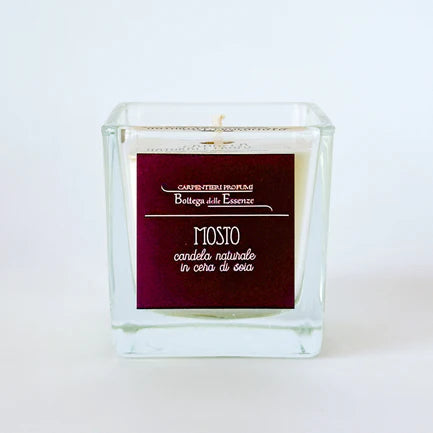 CARPENTIERI PROFUMI
Bottega delle Essenze
MOSTO
candela naturale
in cera di soia